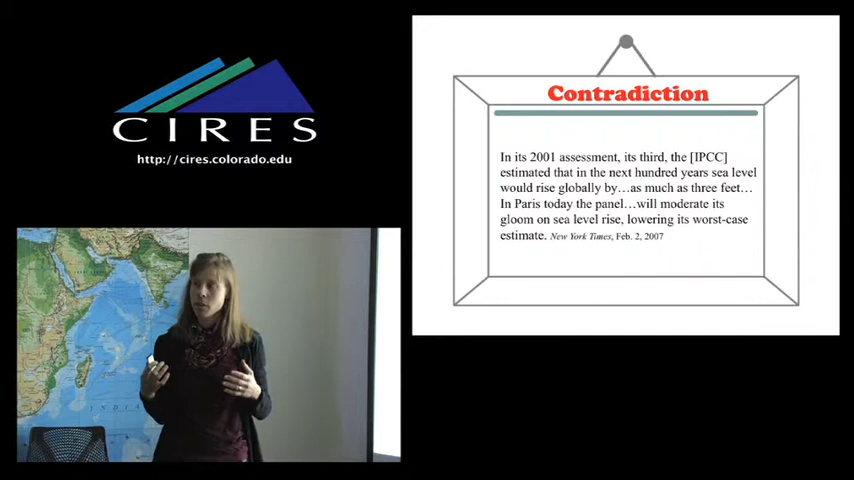 CIRES
http://cires.colorado.edu
Contradiction
In its 2001 assessment, its third, the [IPCC]
estimated that in the next hundred years sea level
would rise globally by…as much as three feet…
In Paris today the panel…will moderate its
gloom on sea level rise, lowering its worst-case
estimate. New York Times, Feb. 2, 2007
INDIA